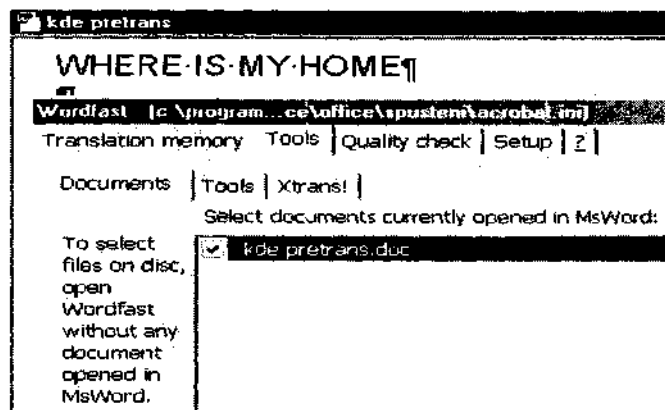 kde pretrans
WHERE·IS·MY·HOME¶
Wordfast (c:\program...ce\office\spusteni\acrobat.ini)
Translation memory Tools Quality check Setup ?
Documents Tools Xtrans!
Select documents currently opened in MsWord:
kde pretrans.doc
To select
files on disc,
open
Wordfast
without any
document
opened in
MsWord.